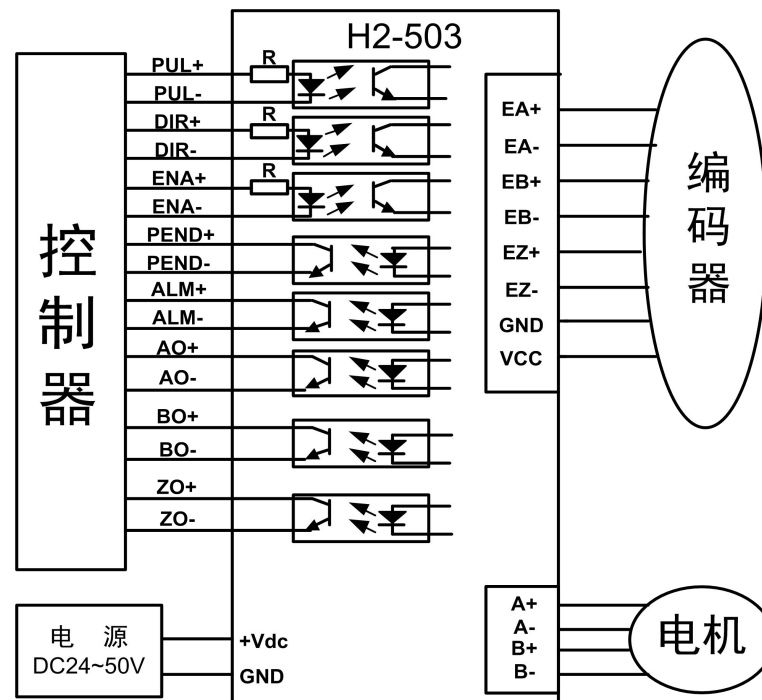 H2-503
控制器
PUL+
R
PUL-
DIR+
R
DIR-
ENA+
R
ENA-
PEND+
PEND-
ALM+
ALM-
AO+
AO-
BO+
BO-
ZO+
ZO-
EA+
EA-
EB+
EB-
EZ+
EZ-
GND
VCC
编码器
电 源
DC24~50V
+Vdc
GND
A+
A-
B+
B-
电机